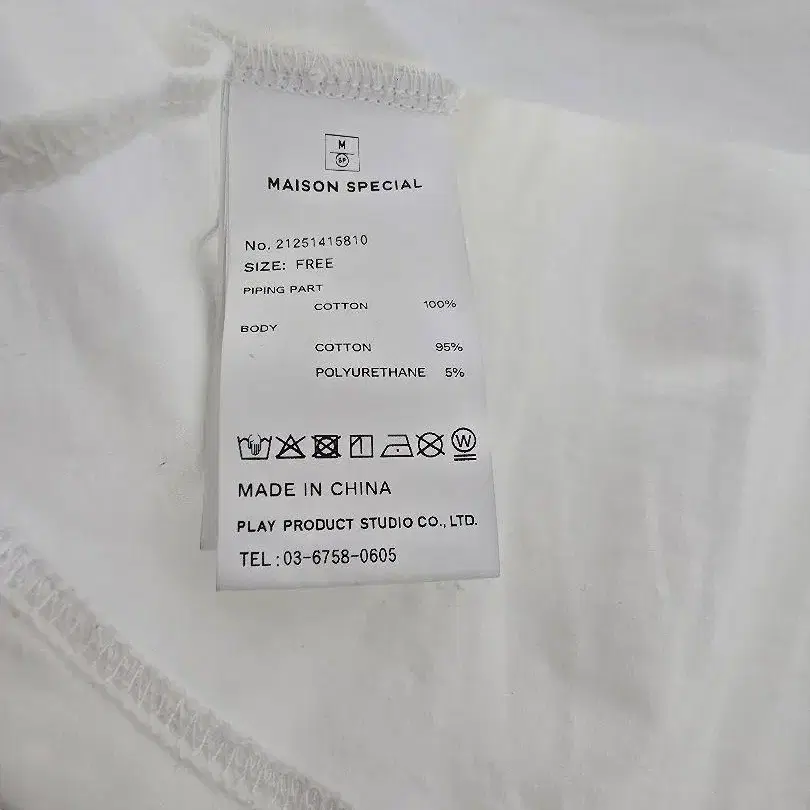 M
SP
MAISON SPECIAL
No. 21251415810
SIZE: FREE
PIPING PART
COTTON 100%
BODY
COTTON 95%
POLYURETHANE 5%
W
MADE IN CHINA
PLAY PRODUCT STUDIO CO., LTD.
TEL : 03-6758-0605